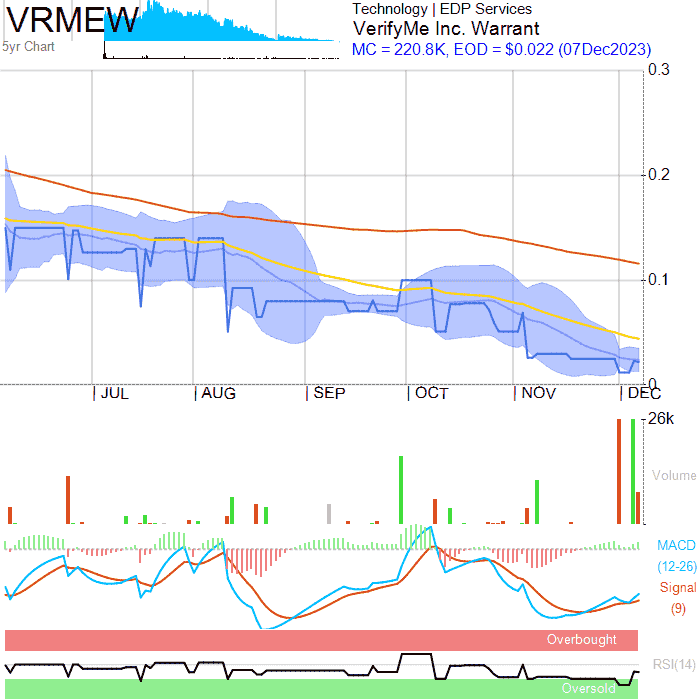 VRMEW
5yr Chart
Technology | EDP Services
VerifyMe Inc. Warrant
MC = 220.8K, EOD = $0.022 (07Dec2023)
0.3
0.2
0.1
0
JUL
AUG
SEP
OCT
NOV
DEC
26k
Volume
MACD
(12-26)
Signal
(9)
Overbought
RSI(14)
Oversold